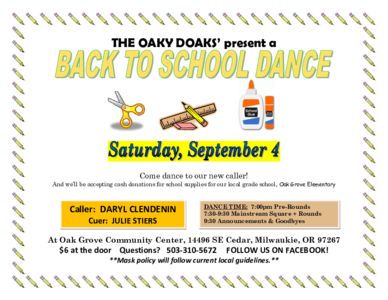 THE OAKY DOAKS' present a
BACK TO SCHOOL DANCE
Saturday, September 4
Come dance to our new caller!
And we'll be accepting cash donations for school supplies for our local grade school, Oak Grove Elementary
Caller: DARYL CLENDENIN
Cuer: JULIE STIERS
DANCE TIME: 7:00pm Pre-Rounds
7:30-9:30 Mainstream Square + Rounds
9:30 Announcements & Goodbyes
At Oak Grove Community Center, 14496 SE Cedar, Milwaukie, OR 97267
$6 at the door Questions? 503-310-5672 FOLLOW US ON FACEBOOK!
**Mask policy will follow current local guidelines.**